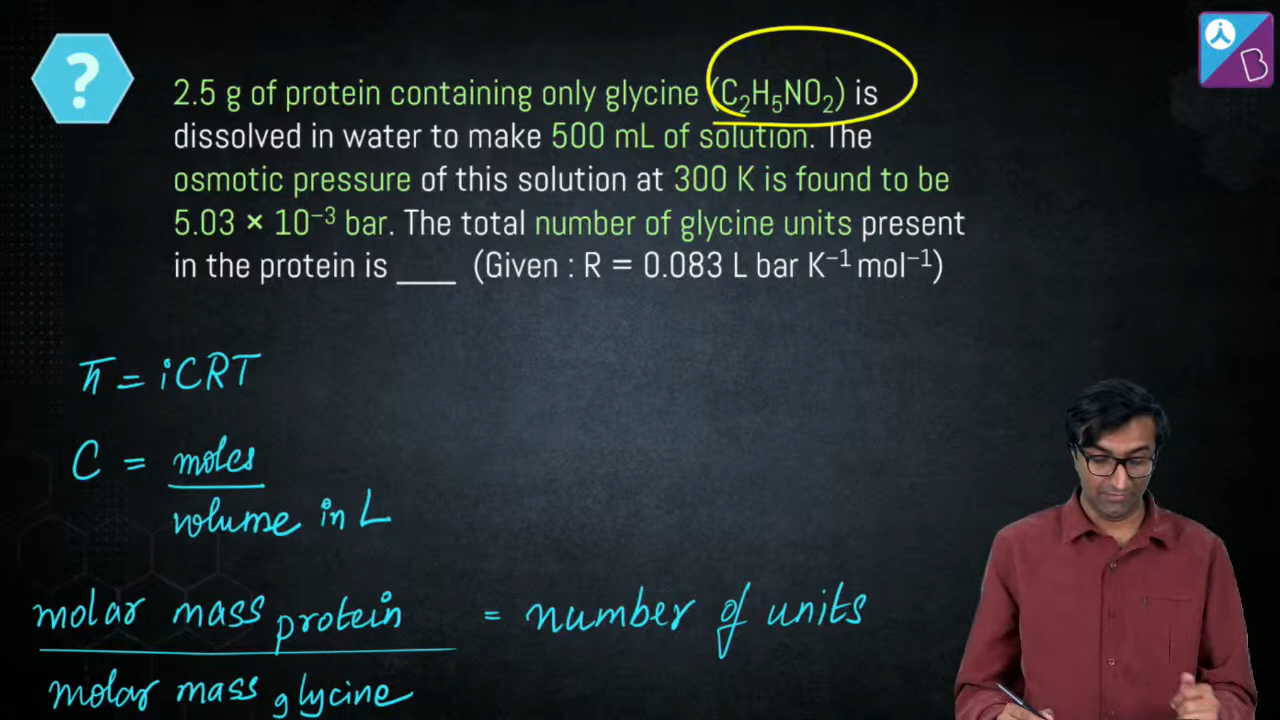 ?
2.5 g of protein containing only glycine (C₂H₅NO₂) is
dissolved in water to make 500 mL of solution. The
osmotic pressure of this solution at 300 K is found to be
5.03 × 10⁻³ bar. The total number of glycine units present
in the protein is ____ (Given : R = 0.083 L bar K⁻¹ mol⁻¹)
π = iCRT
C = moles
volume in L
molar mass protein = number of units
molar mass glycine
B